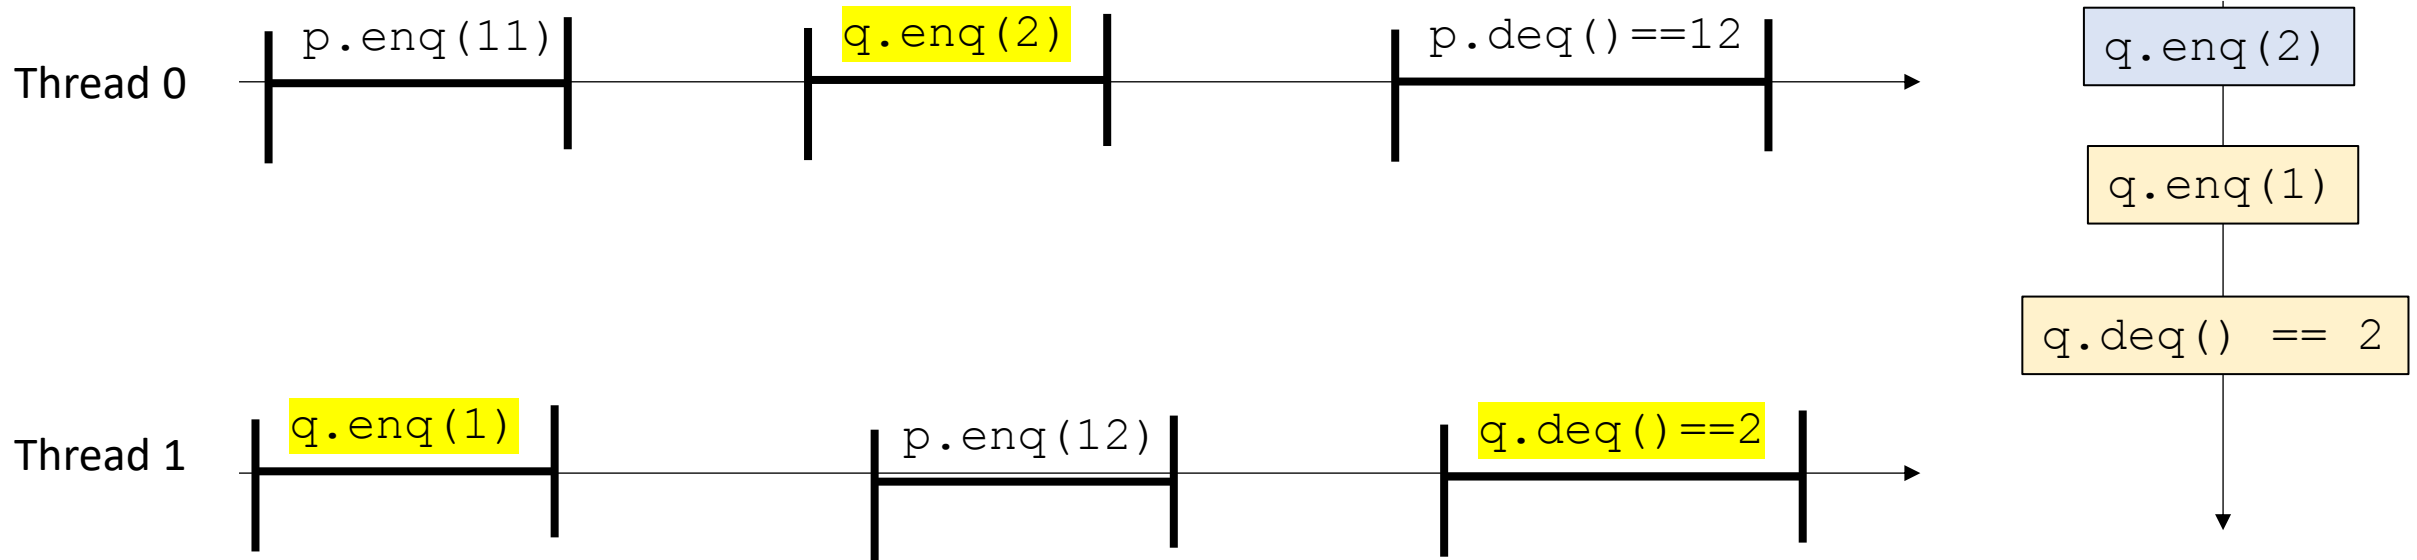 Thread 0
p.enq(11)
q.enq(2)
p.deq()==12
Thread 1
q.enq(1)
p.enq(12)
q.deq()==2
q.enq(2)
q.enq(1)
q.deq() == 2